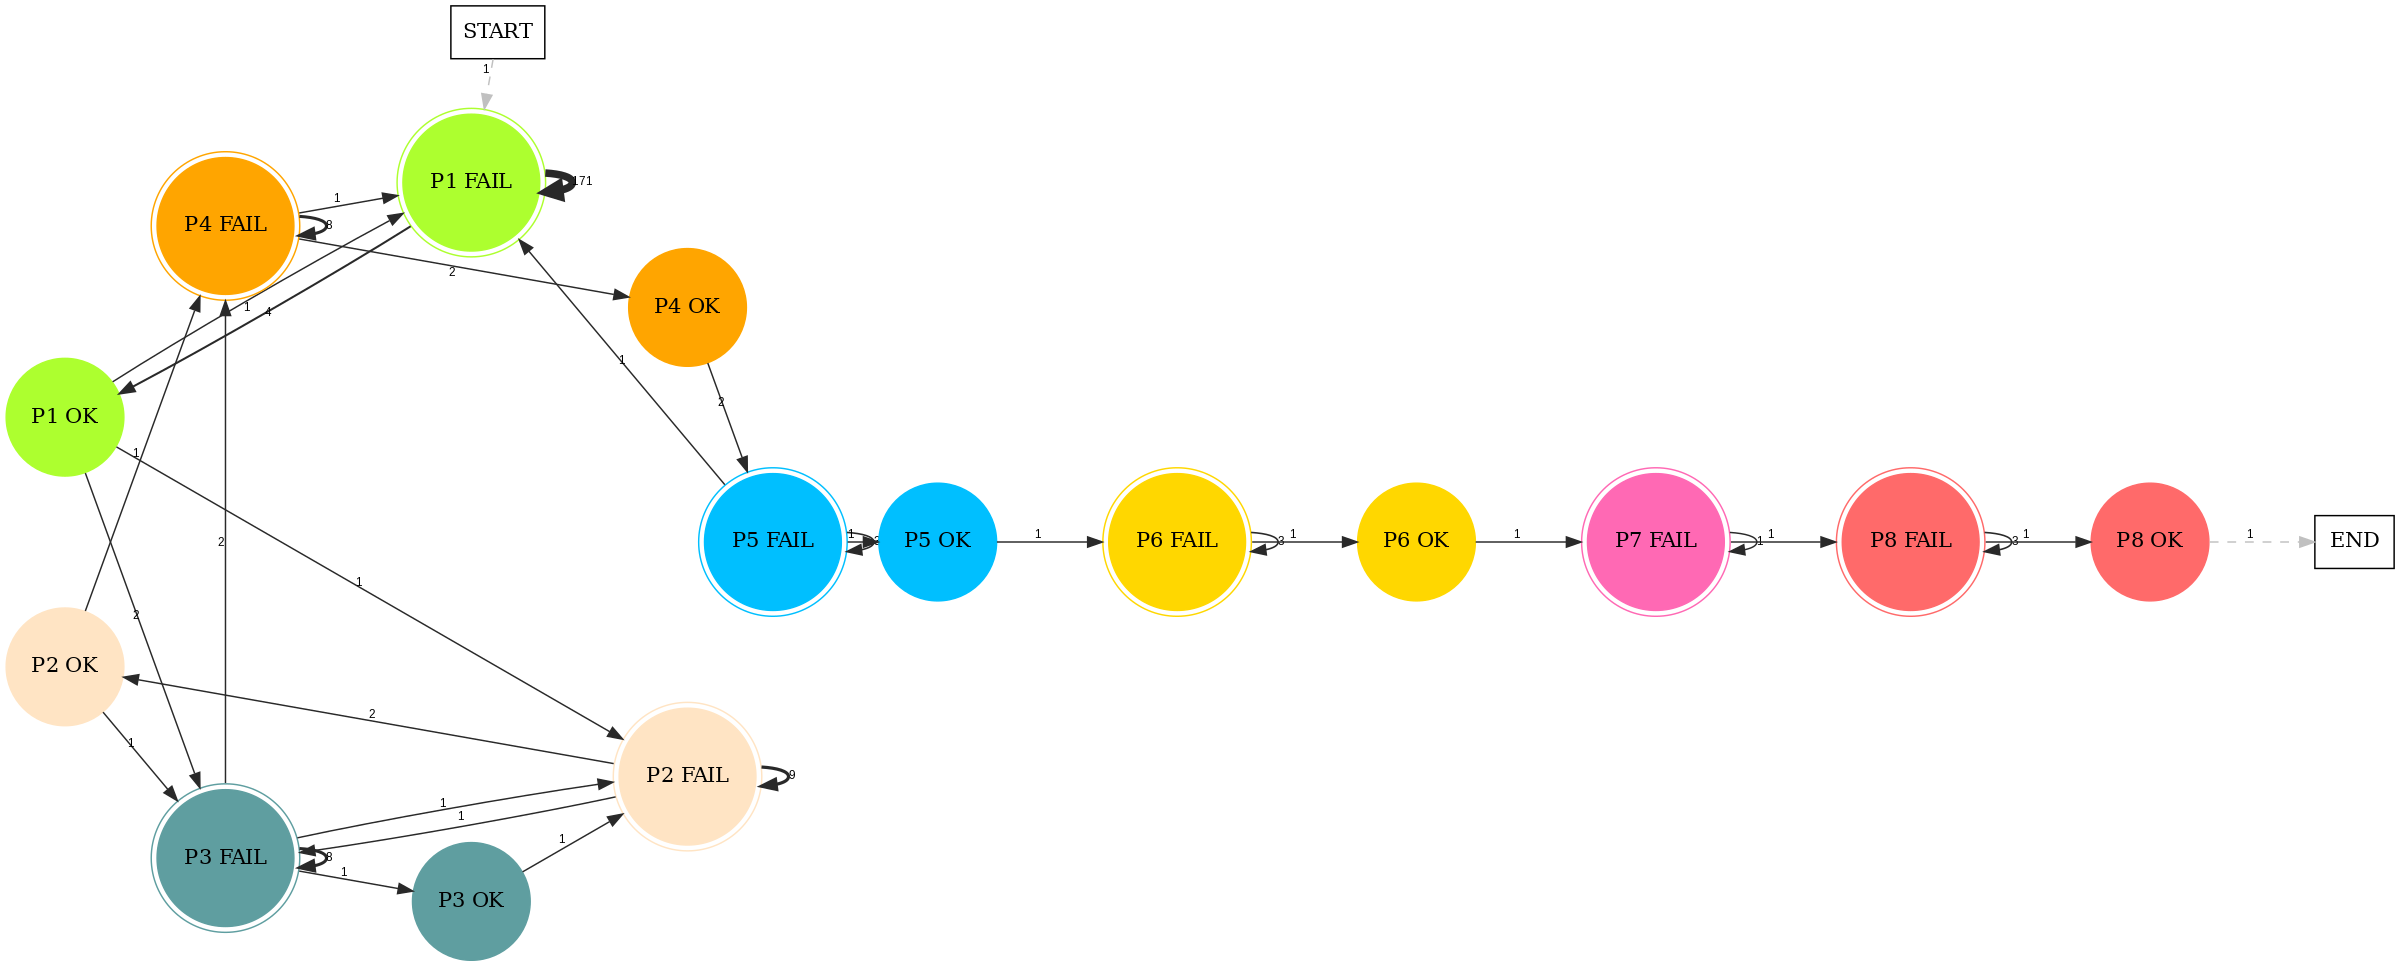 START
1
P1 FAIL
171
P4 FAIL
1
8
2
P4 OK
1
4
1
2
P1 OK
1
2
1
2
1
P5 FAIL
1
P5 OK
1
P6 FAIL
3
1
P6 OK
1
P7 FAIL
1
1
P8 FAIL
3
1
P8 OK
1
END
P2 OK
1
2
P2 FAIL
9
1
1
P3 FAIL
8
1
P3 OK
1